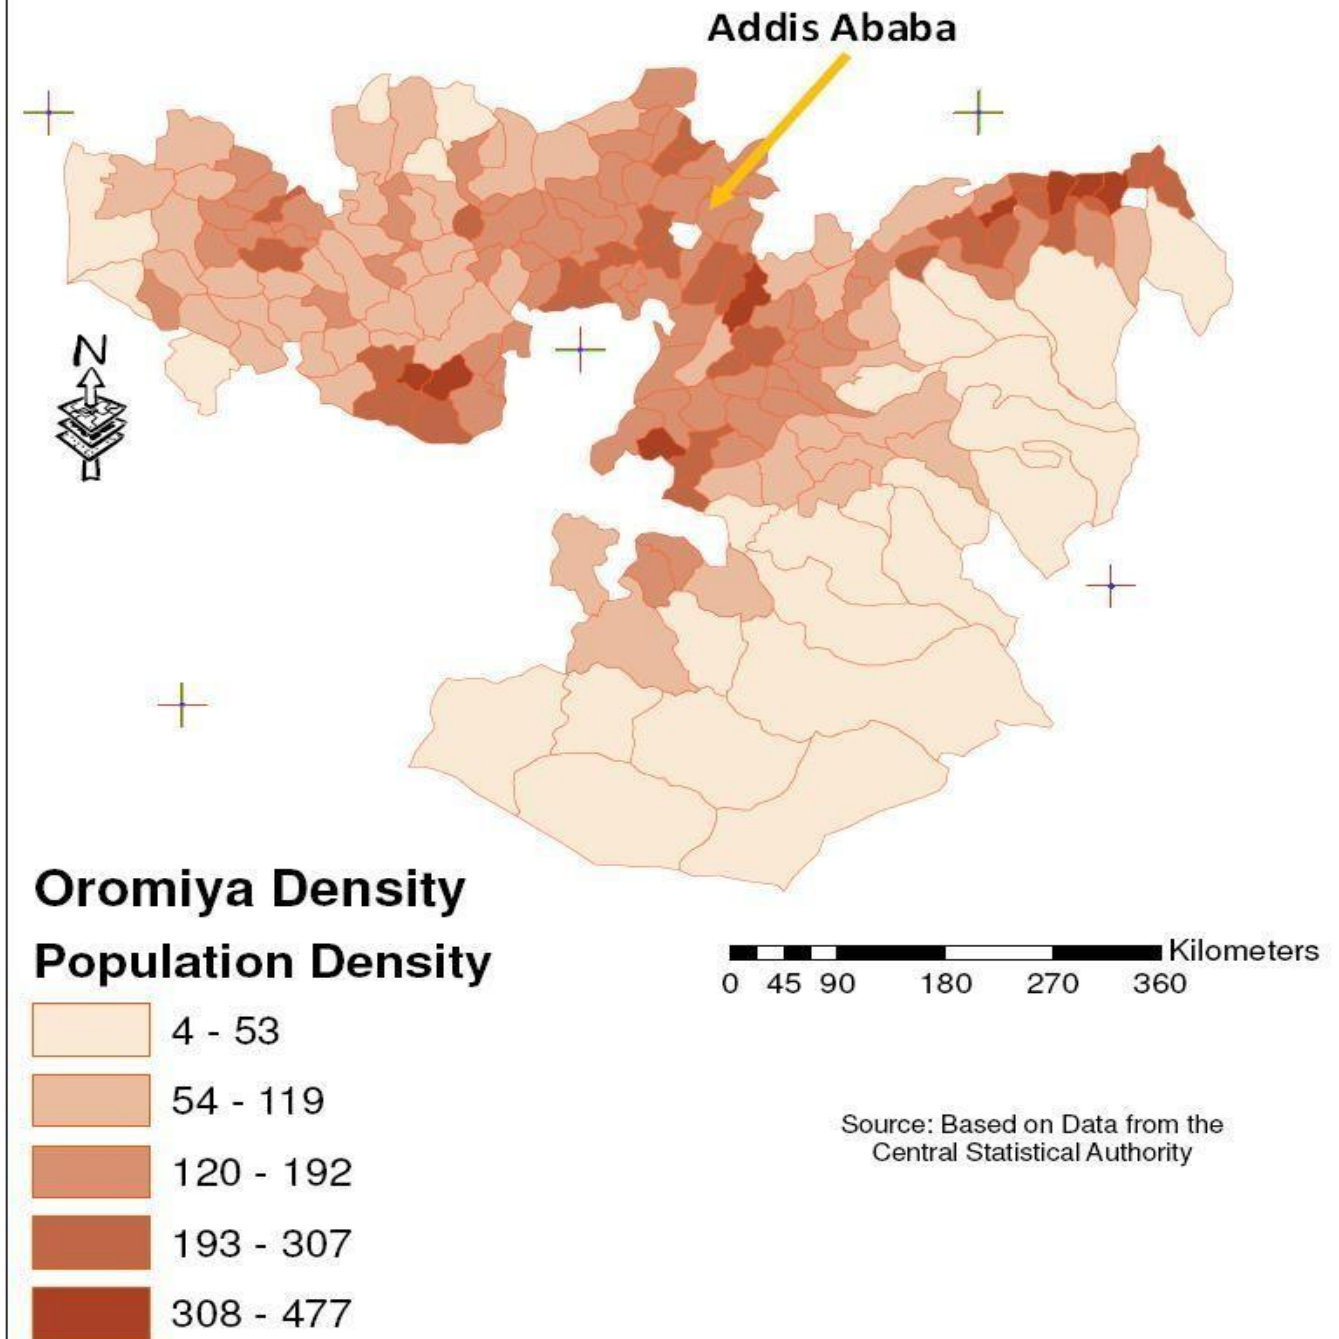 Addis Ababa
N
Oromiya Density
Population Density
4 - 53
54 - 119
120 - 192
193 - 307
308 - 477
Kilometers
0 45 90 180 270 360
Source: Based on Data from the
Central Statistical Authority